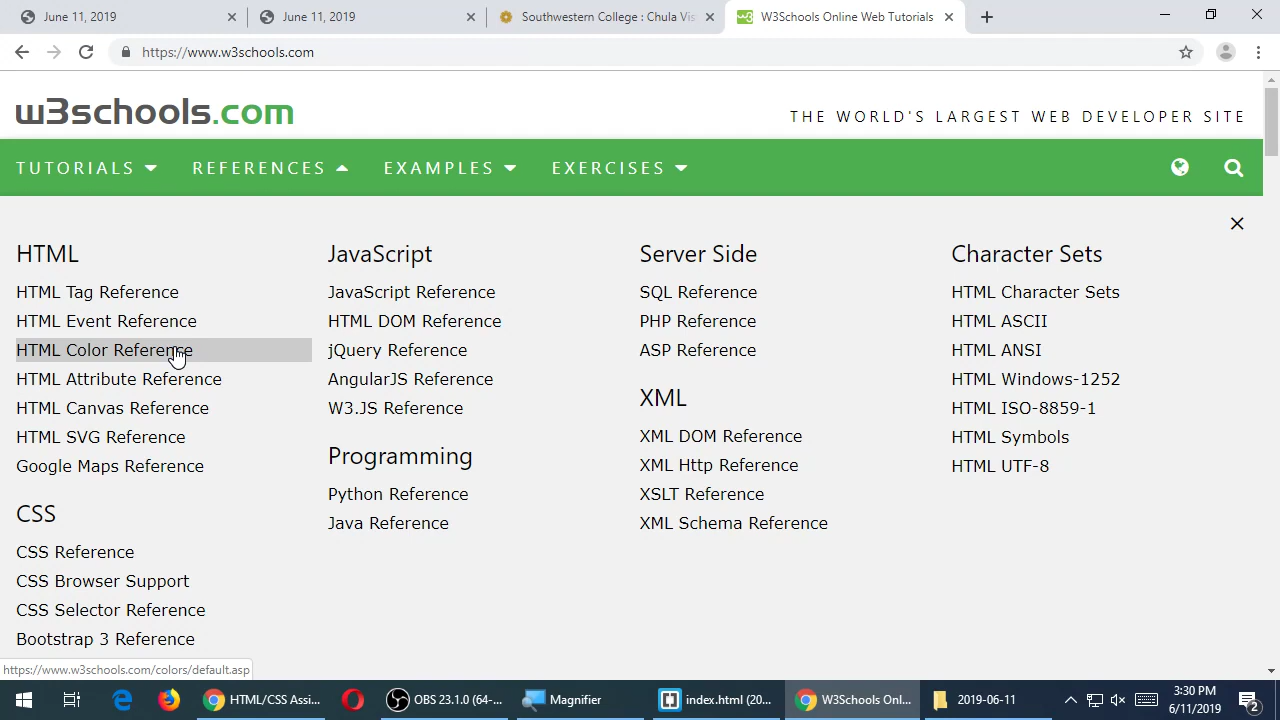 June 11, 2019
June 11, 2019
Southwestern College : Chula Vis
W3Schools Online Web Tutorials
https://www.w3schools.com
w3schools.com
THE WORLD'S LARGEST WEB DEVELOPER SITE
TUTORIALS REFERENCES EXAMPLES EXERCISES
HTML
HTML Tag Reference
HTML Event Reference
HTML Color Reference
HTML Attribute Reference
HTML Canvas Reference
HTML SVG Reference
Google Maps Reference
CSS
CSS Reference
CSS Browser Support
CSS Selector Reference
Bootstrap 3 Reference
JavaScript
JavaScript Reference
HTML DOM Reference
jQuery Reference
AngularJS Reference
W3.JS Reference
Programming
Python Reference
Java Reference
Server Side
SQL Reference
PHP Reference
ASP Reference
XML
XML DOM Reference
XML Http Reference
XSLT Reference
XML Schema Reference
Character Sets
HTML Character Sets
HTML ASCII
HTML ANSI
HTML Windows-1252
HTML ISO-8859-1
HTML Symbols
HTML UTF-8
https://www.w3schools.com/colors/default.asp
HTML/CSS Assi...
OBS 23.1.0 (64-...
Magnifier
index.html (20...
W3Schools Onl...
2019-06-11
3:30 PM
6/11/2019
2